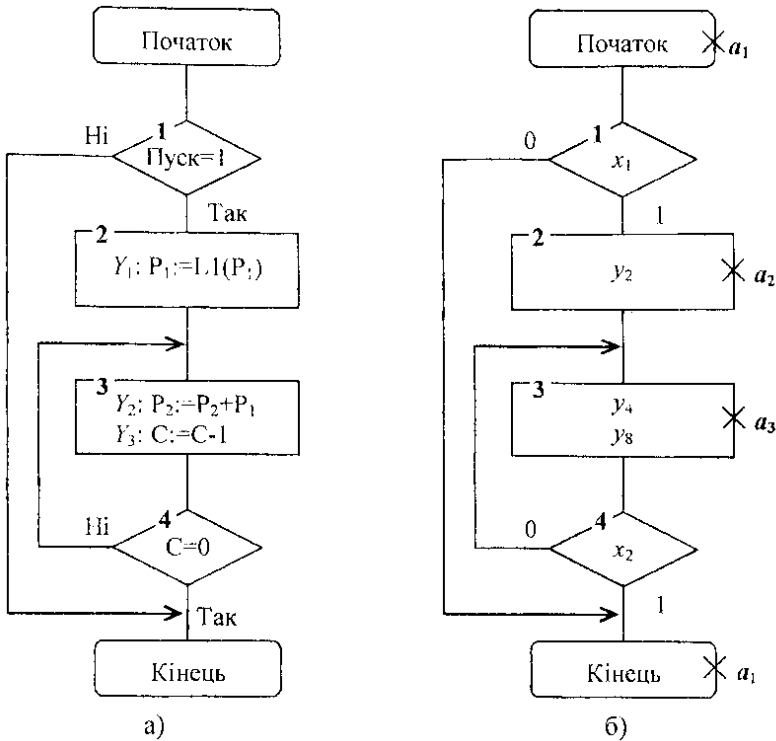 Початок
Ні
1
Пуск=1
Так
2
Y₁: P₁:=L1(P₁)
3
Y₂: P₂:=P₂+P₁
Y₃: C:=C-1
Ні
4
C=0
Так
Кінець
а)
Початок
a₁
0
1
x₁
1
2
y₂
a₂
3
y₄
y₈
a₃
0
4
x₂
1
Кінець
a₁
б)